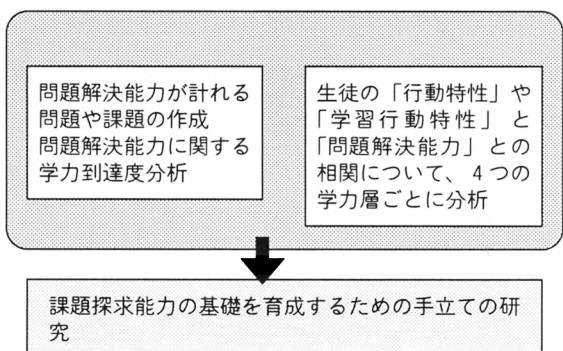 問題解決能力が計れる
問題や課題の作成
問題解決能力に関する
学力到達度分析
生徒の「行動特性」や
「学習行動特性」と
「問題解決能力」との
相関について、4つの
学力層ごとに分析
課題探求能力の基礎を育成するための手立ての研
究